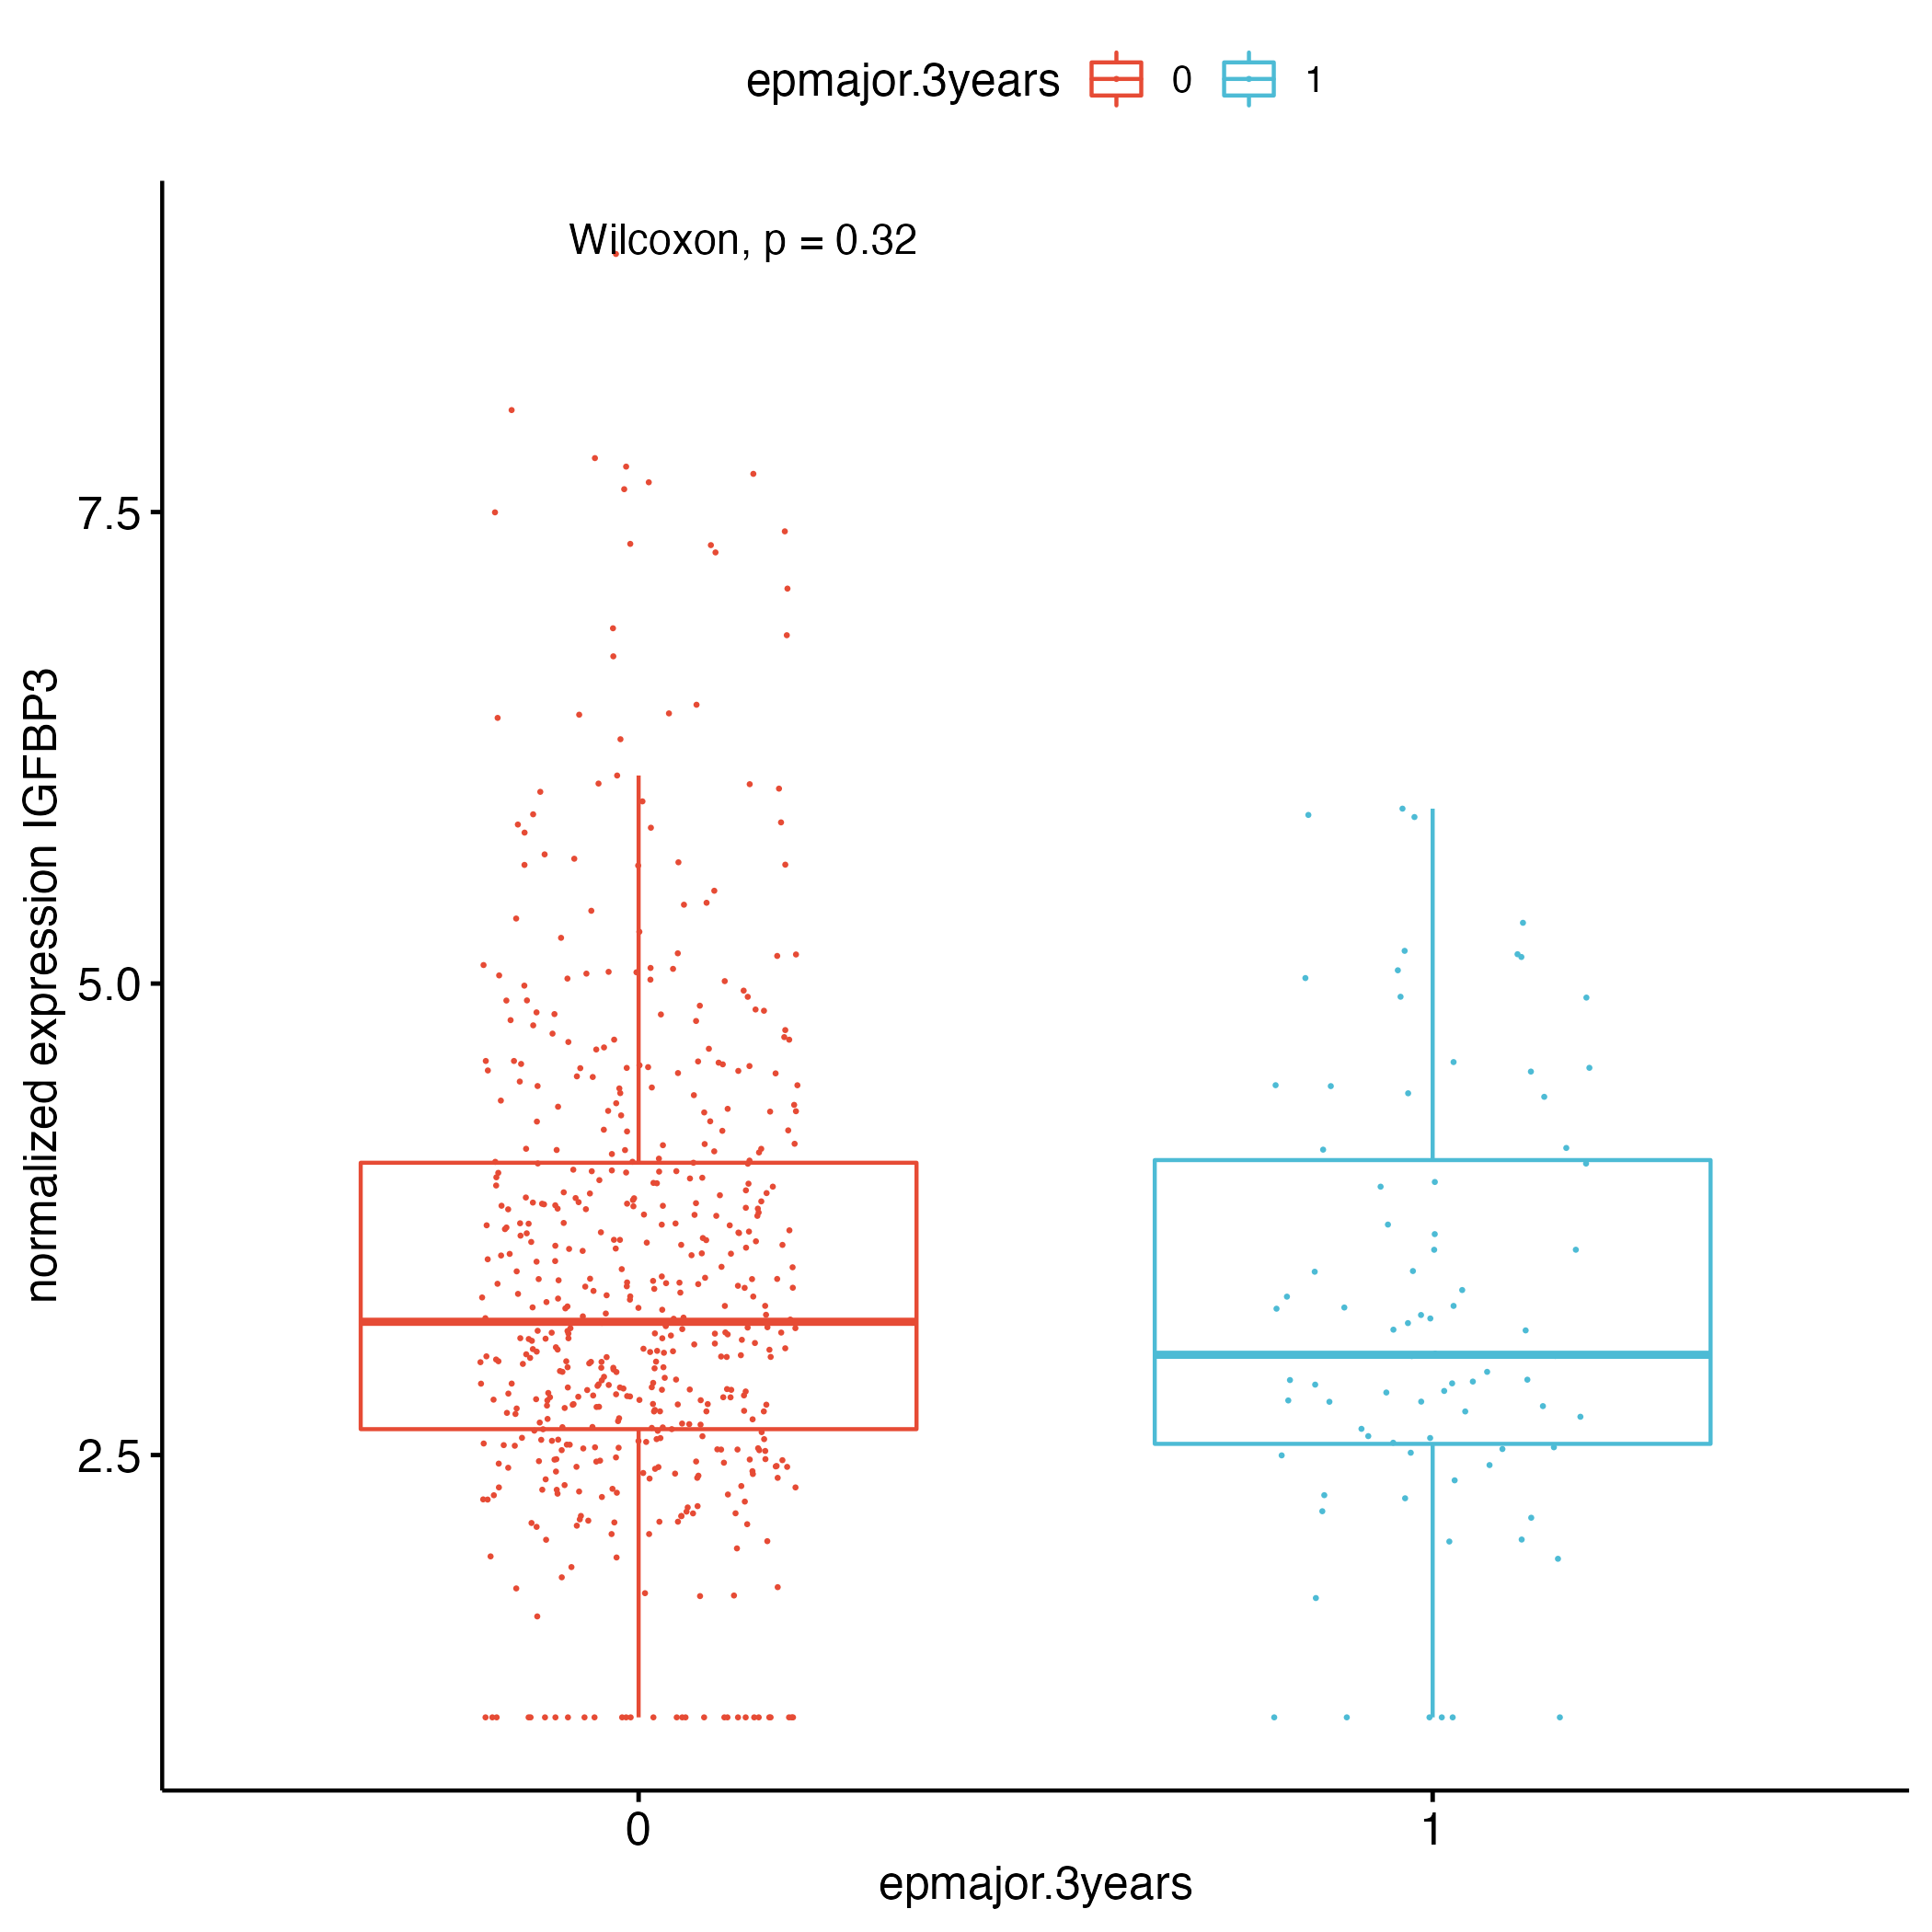 epmajor.3years 0 1
Wilcoxon, p = 0.32
normalized expression IGFBP3
7.5
5.0
2.5
0 1
epmajor.3years